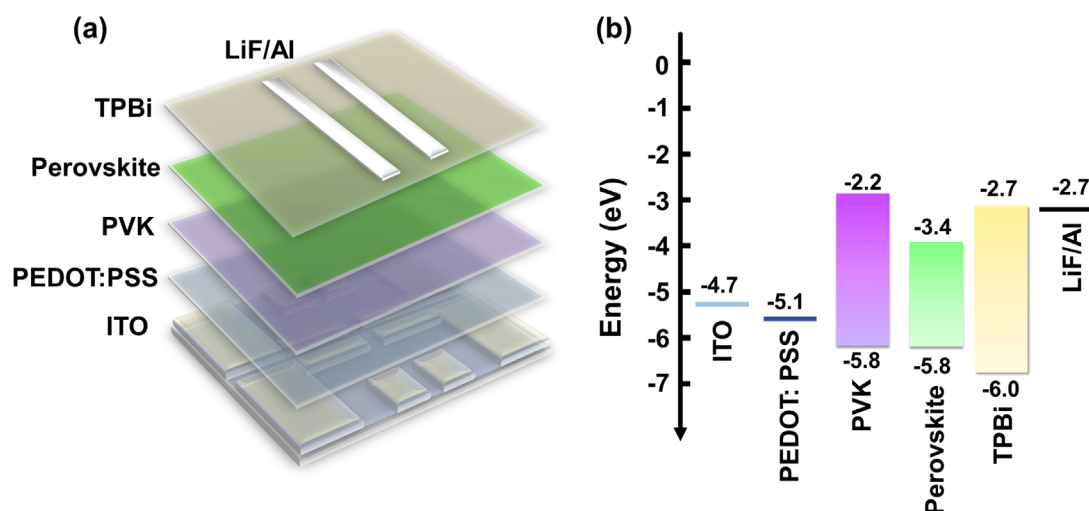 (a)
LiF/Al
TPBi
Perovskite
PVK
PEDOT:PSS
ITO
(b)
Energy (eV)
0
-1
-2
-3
-4
-5
-6
-7
-4.7
ITO
-5.1
PEDOT: PSS
-2.2
-5.8
PVK
-3.4
-5.8
Perovskite
-2.7
-6.0
TPBi
-2.7
LiF/Al